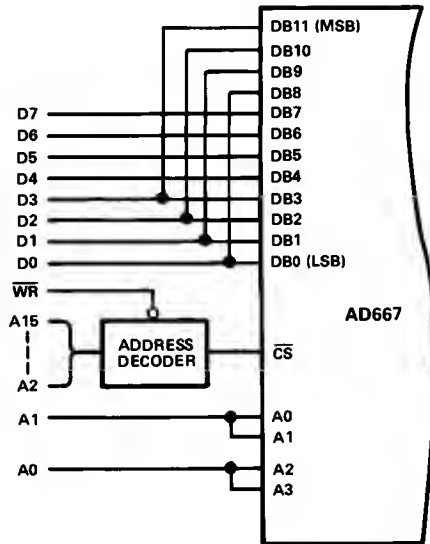 DB11 (MSB)
DB10
DB9
DB8
D7 DB7
D6 DB6
D5 DB5
D4 DB4
D3 DB3
D2 DB2
D1 DB1
D0 DB0 (LSB)
WR
A15
AD667
ADDRESS
DECODER
CS
A2
A1 A0
A1
A0 A2
A3